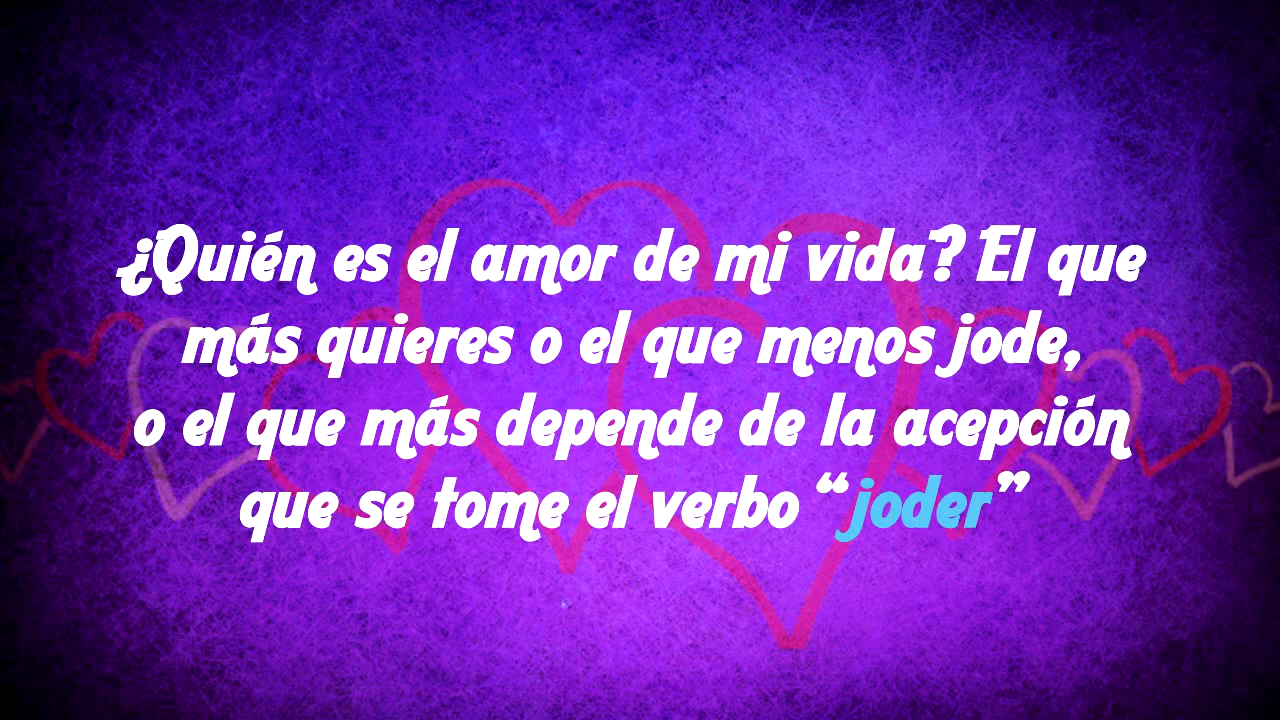 ¿Quién es el amor de mi vida? El que
más quieres o el que menos jode,
o el que más depende de la acepción
que se tome el verbo “joder”